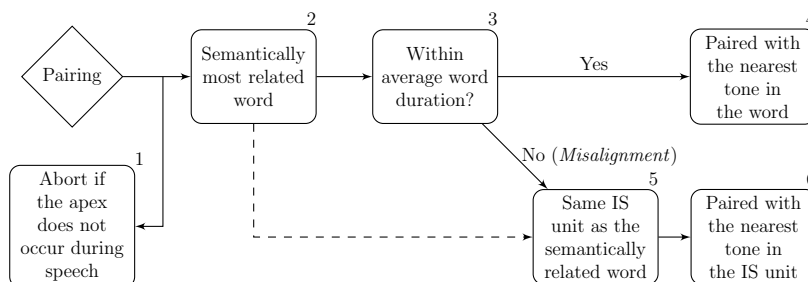 Pairing
1
Abort if
the apex
does not
occur during
speech
2
Semantically
most related
word
3
Within
average word
duration?
Yes
No (Misalignment)
4
Paired with
the nearest
tone in
the word
5
Same IS
unit as the
semantically
related word
6
Paired with
the nearest
tone in
the IS unit